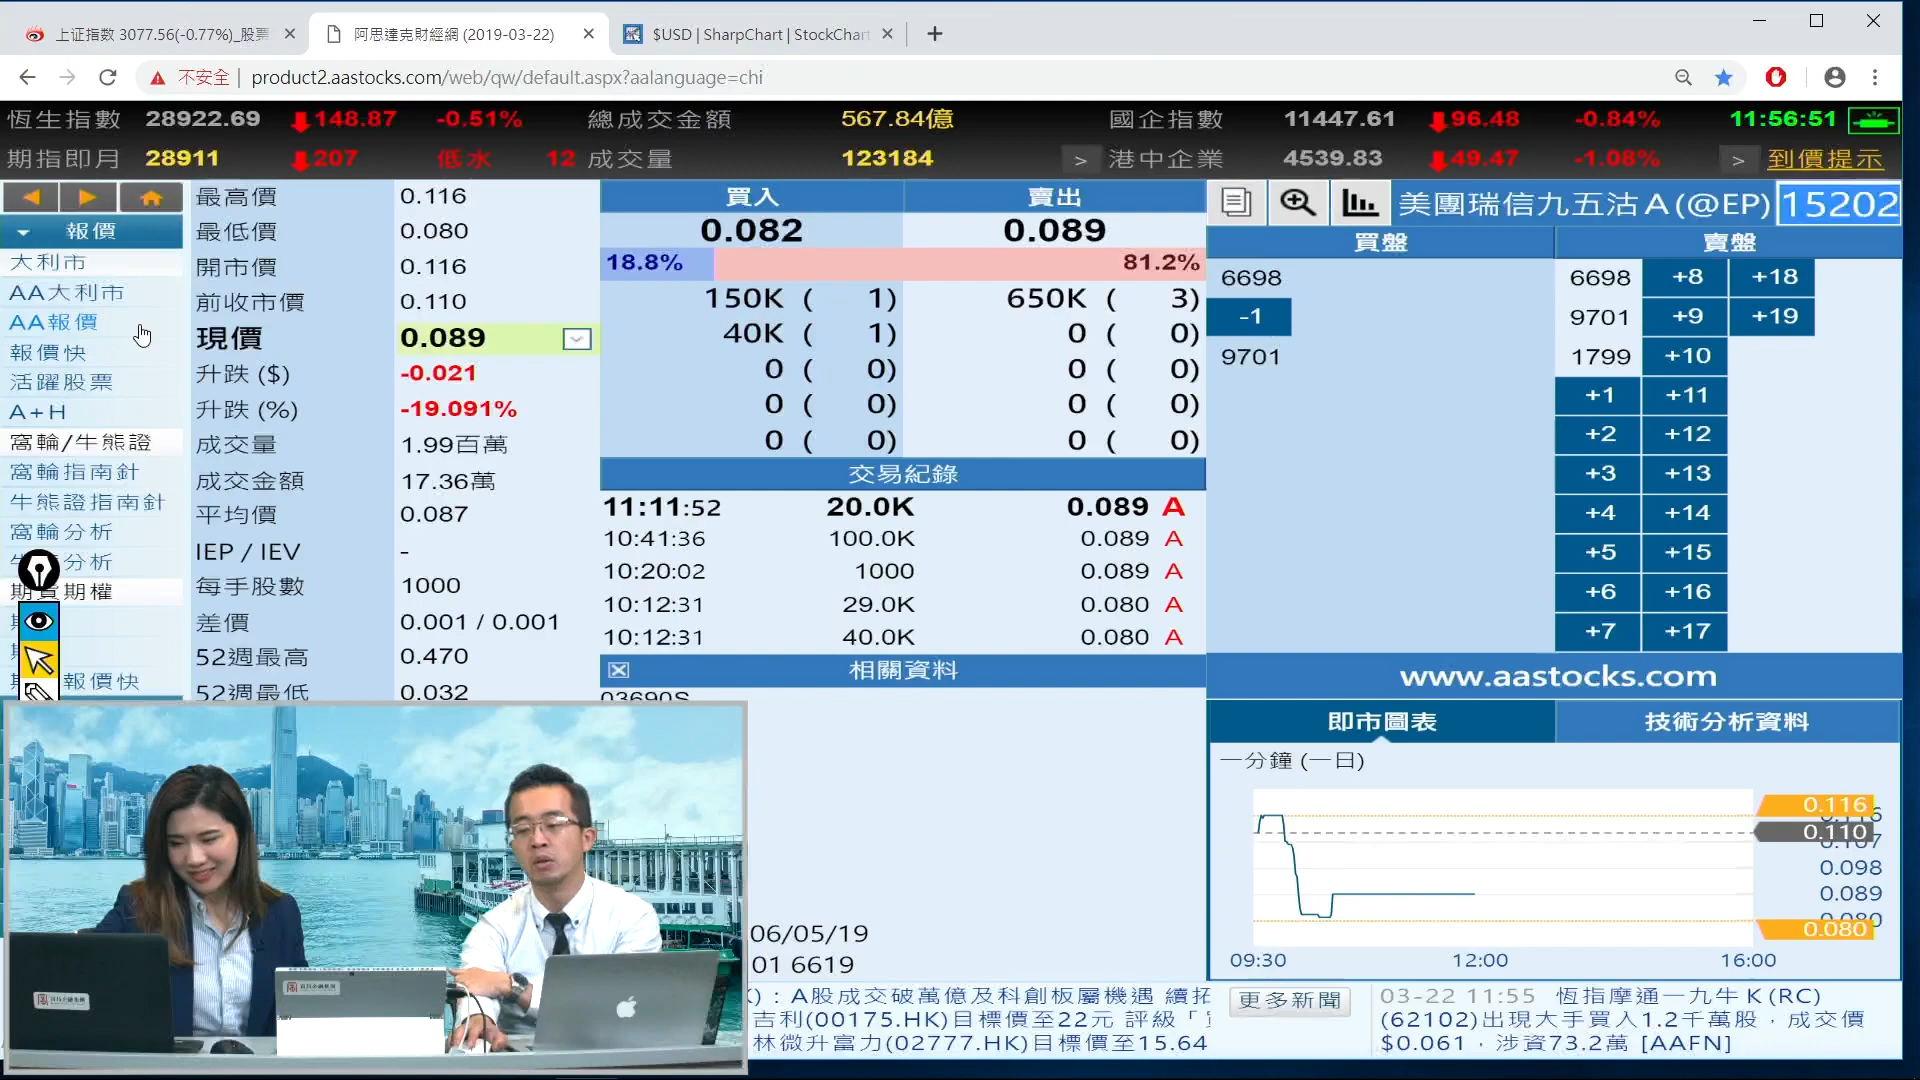 上证指数 3077.56(-0.77%)_股票
阿思達克財經網 (2019-03-22)
$USD | SharpChart | StockChart
不安全 | product2.aastocks.com/web/qw/default.aspx?aalanguage=chi
恆生指數 28922.69 148.87 -0.51% 總成交金額 567.84億 國企指數 11447.61 96.48 -0.84% 11:56:51
期指即月 28911 207 低水 12 成交量 123184 > 港中企業 4539.83 49.47 -1.08% > 到價提示
報價
大利市
AA大利市
AA報價
報價快
活躍股票
A+H
窩輪/牛熊證
窩輪指南針
牛熊證指南針
窩輪分析
分析
期貨期權
報價快
最高價 0.116
最低價 0.080
開市價 0.116
前收市價 0.110
現價 0.089
升跌 ($) -0.021
升跌 (%) -19.091%
成交量 1.99百萬
成交金額 17.36萬
平均價 0.087
IEP / IEV -
每手股數 1000
差價 0.001 / 0.001
52週最高 0.470
52週最低 0.032
買入 賣出
0.082 0.089
18.8% 81.2%
150K ( 1) 650K ( 3)
40K ( 1) 0 ( 0)
0 ( 0) 0 ( 0)
0 ( 0) 0 ( 0)
0 ( 0) 0 ( 0)
交易紀錄
11:11:52 20.0K 0.089 A
10:41:36 100.0K 0.089 A
10:20:02 1000 0.089 A
10:12:31 29.0K 0.080 A
10:12:31 40.0K 0.080 A
相關資料
03690S
06/05/19
01 6619
美團瑞信九五沽A(@EP) 15202
買盤 賣盤
6698 6698 +8 +18
-1 9701 +9 +19
9701 1799 +10
+1 +11
+2 +12
+3 +13
+4 +14
+5 +15
+6 +16
+7 +17
www.aastocks.com
即市圖表 技術分析資料
一分鐘 (一日)
0.116
0.110
0.107
0.098
0.089
0.080
0.080
09:30 12:00 16:00
：A股成交破萬億及科創板屬機遇 續拓
吉利(00175.HK)目標價至22元 評級「
林微升富力(02777.HK)目標價至15.64
更多新聞
03-22 11:55 恆指摩通一九牛K(RC)
(62102)出現大手買入1.2千萬股，成交價
$0.061，涉資73.2萬 [AAFN]